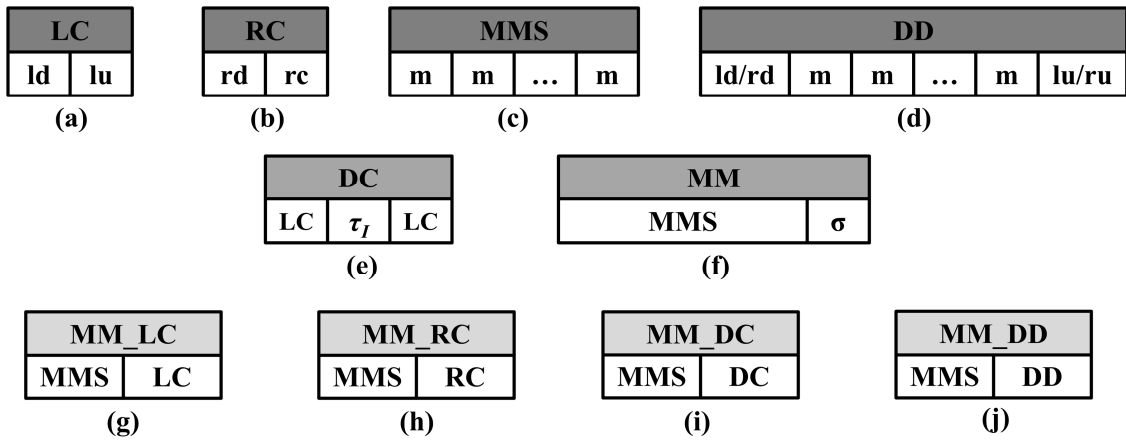 LC RC MMS DD
ld lu rd rc m m … m ld/rd m m … m lu/ru
(a) (b) (c) (d)
DC MM
LC τI LC MMS σ
(e) (f)
MM_LC MM_RC MM_DC MM_DD
MMS LC MMS RC MMS DC MMS DD
(g) (h) (i) (j)